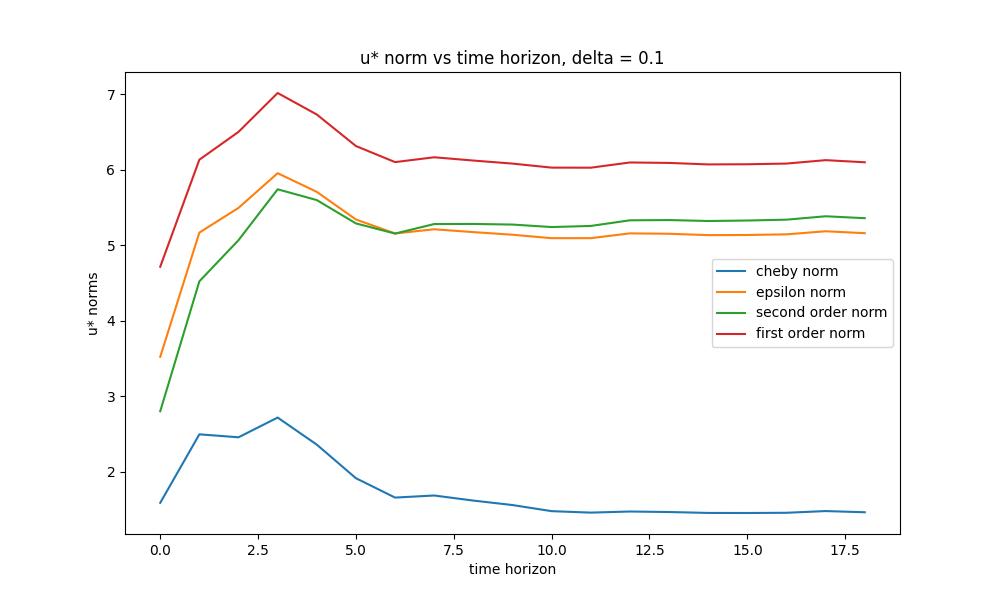 u* norm vs time horizon, delta = 0.1
u* norms
7
6
5
4
3
2
cheby norm
epsilon norm
second order norm
first order norm
0.0 2.5 5.0 7.5 10.0 12.5 15.0 17.5
time horizon